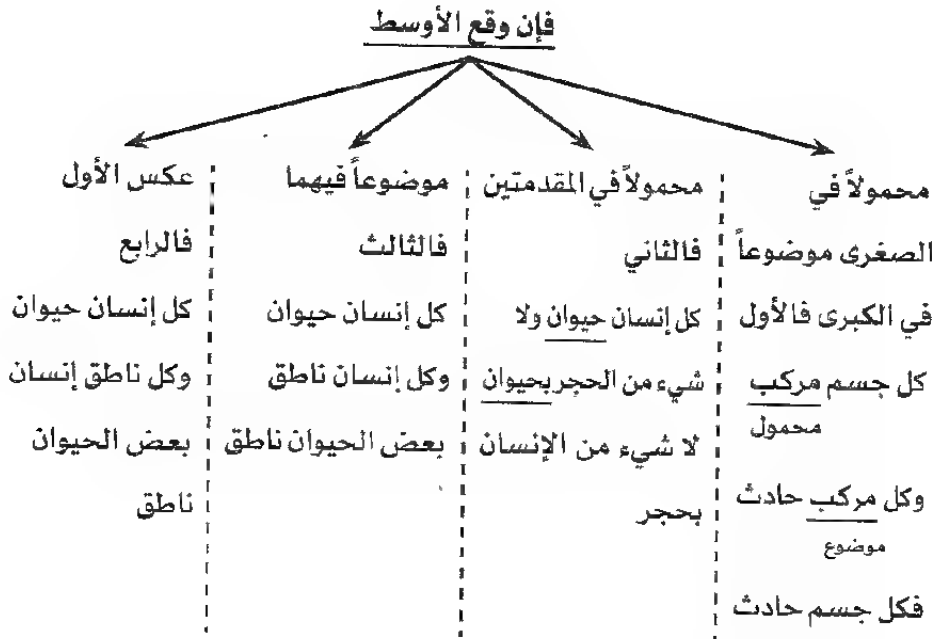 فإن وقع الأوسط
محمولاً في
الصغرى موضوعاً
في الكبرى فالأول
كل جسم مركب
محمول
وكل مركب حادث
موضوع
فكل جسم حادث
محمولاً في المقدمتين
فالثاني
كل إنسان حيوان ولا
شيء من الحجر بحيوان
لا شيء من الإنسان
بحجر
موضوعاً فيهما
فالثالث
كل إنسان حيوان
وكل إنسان ناطق
بعض الحيوان ناطق
عكس الأول
فالرابع
كل إنسان حيوان
وكل ناطق إنسان
بعض الحيوان
ناطق